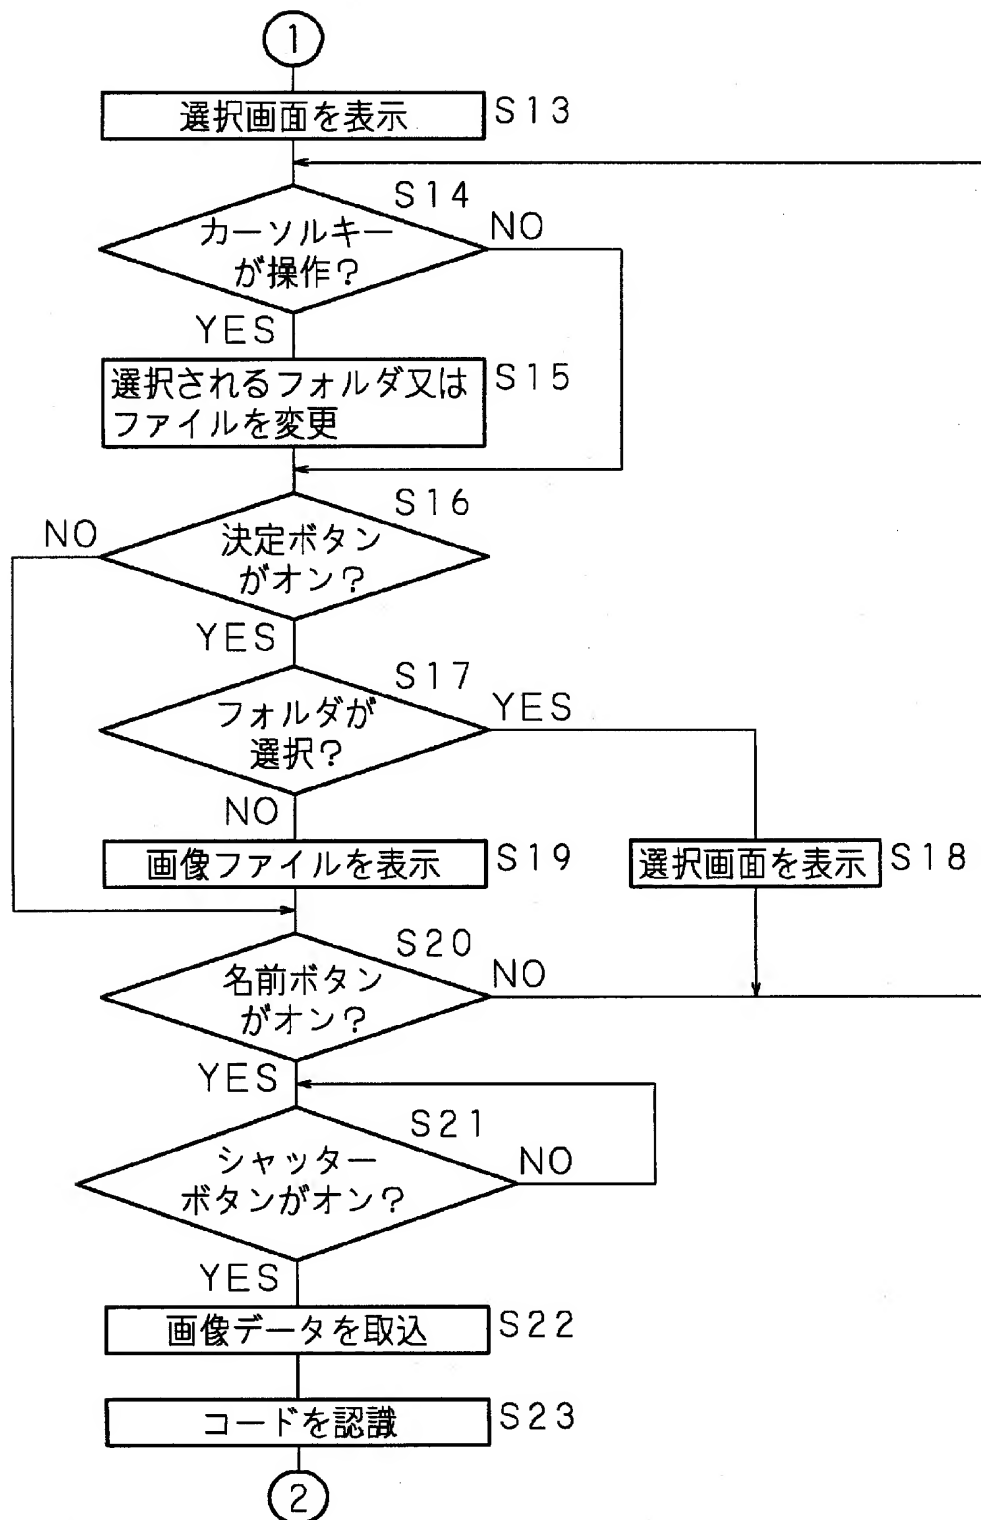 1
選択画面を表示 S13
S14
カーソルキー
が操作?
NO
YES
選択されるフォルダ又は
ファイルを変更
S15
S16
NO
決定ボタン
がオン?
YES
S17
フォルダが
選択?
YES
NO
画像ファイルを表示 S19
選択画面を表示 S18
S20
名前ボタン
がオン?
NO
YES
S21
シャッター
ボタンがオン?
NO
YES
画像データを取込 S22
コードを認識 S23
2